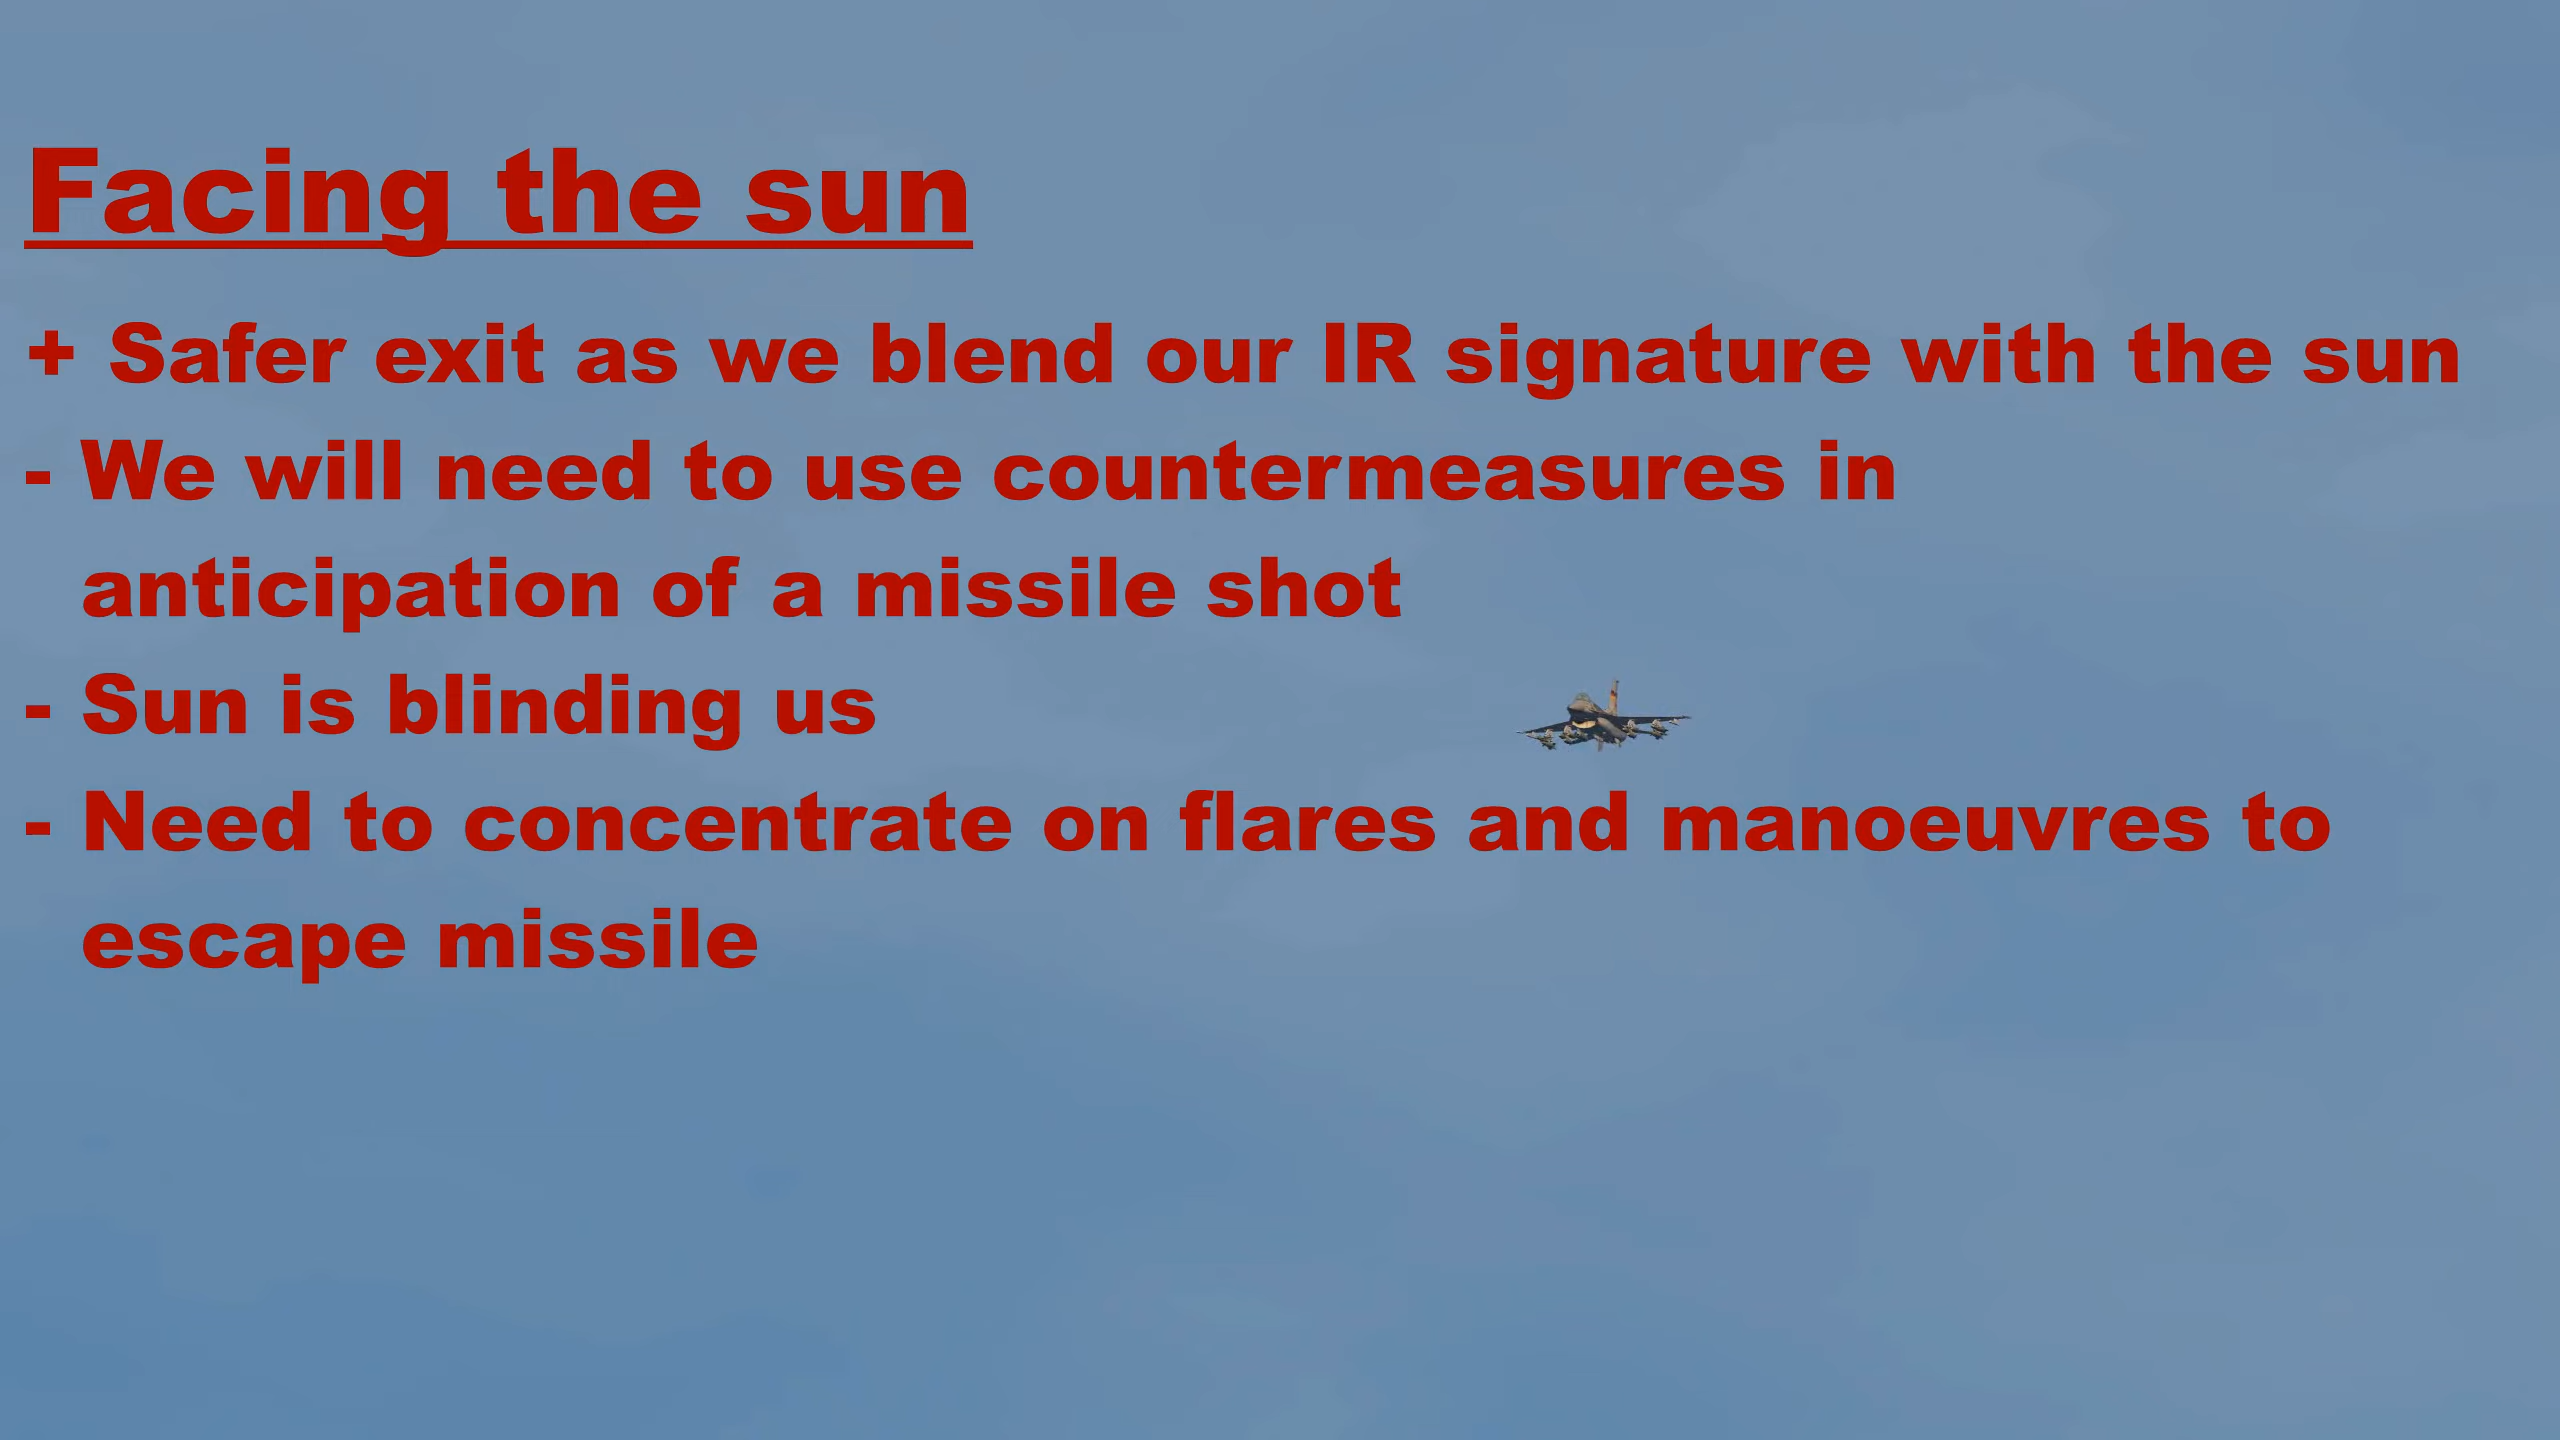 Facing the sun
+ Safer exit as we blend our IR signature with the sun
- We will need to use countermeasures in
anticipation of a missile shot
- Sun is blinding us
- Need to concentrate on flares and manoeuvres to
escape missile